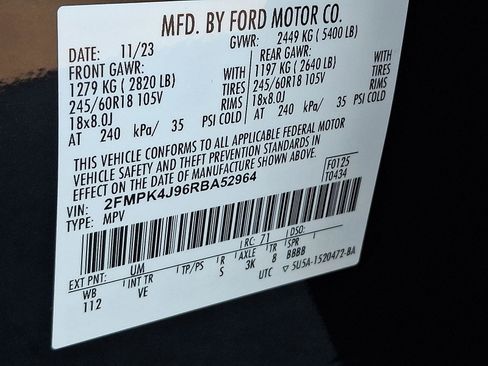 MFD. BY FORD MOTOR CO.
DATE: 11/23 GVWR: 2449 KG ( 5400 LB)
FRONT GAWR: REAR GAWR:
1279 KG ( 2820 LB) WITH 1197 KG ( 2640 LB) WITH
245/60R18 105V TIRES 245/60R18 105V TIRES
18x8.0J RIMS 18x8.0J RIMS
AT 240 kPa/ 35 PSI COLD AT 240 kPa/ 35 PSI COLD
THIS VEHICLE CONFORMS TO ALL APPLICABLE FEDERAL MOTOR
VEHICLE SAFETY AND THEFT PREVENTION STANDARDS IN
EFFECT ON THE DATE OF MANUFACTURE SHOWN ABOVE.
VIN: 2FMPK4J96RBA52964 F0125
TYPE: MPV T0434
EXT PNT: UM RC: 71 DSO:
WB INT TR TP/PS R AXLE TR SPR
112 VE S 3K 8 BBBB
UTC 5U5A-1520472-BA